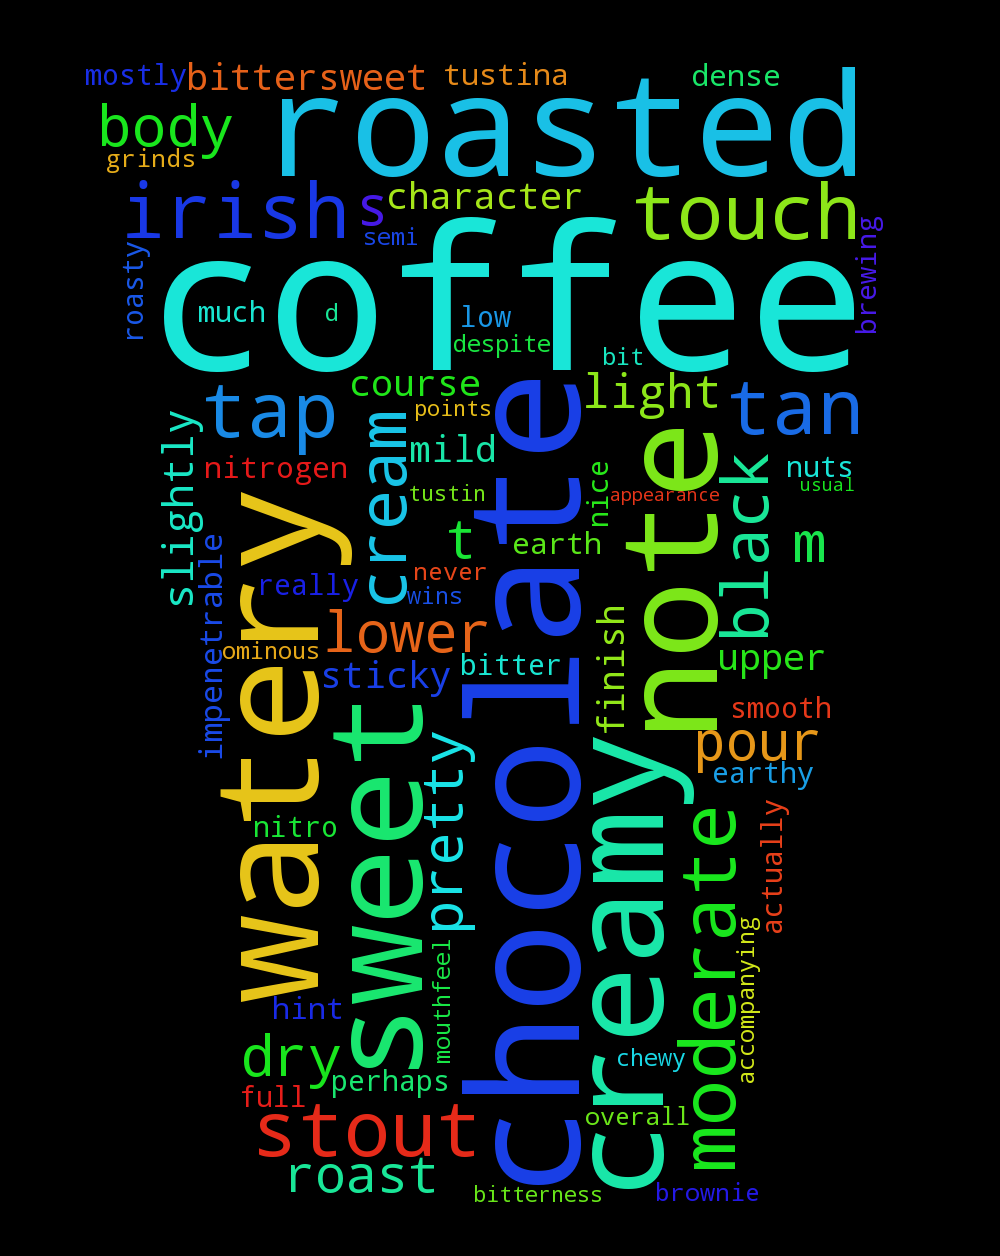 mostly
bittersweet
tustina
dense
roasted
body
grinds
irish
s
character
touch
semi
roasty
coffee
brewing
much
d
low
despite
bit
course
light
tap
points
cream
chocolate
tan
mild
note
slightly
nitrogen
tustin
nice
appearance
black
nuts
usual
watery
t
earth
m
impenetrable
really
never
wins
ominous
lower
sticky
bitter
finish
upper
sweet
pretty
creamy
smooth
pour
earthy
nitro
moderate
actually
hint
mouthfeel
accompanying
dry
perhaps
chewy
full
stout
overall
roast
bitterness
brownie